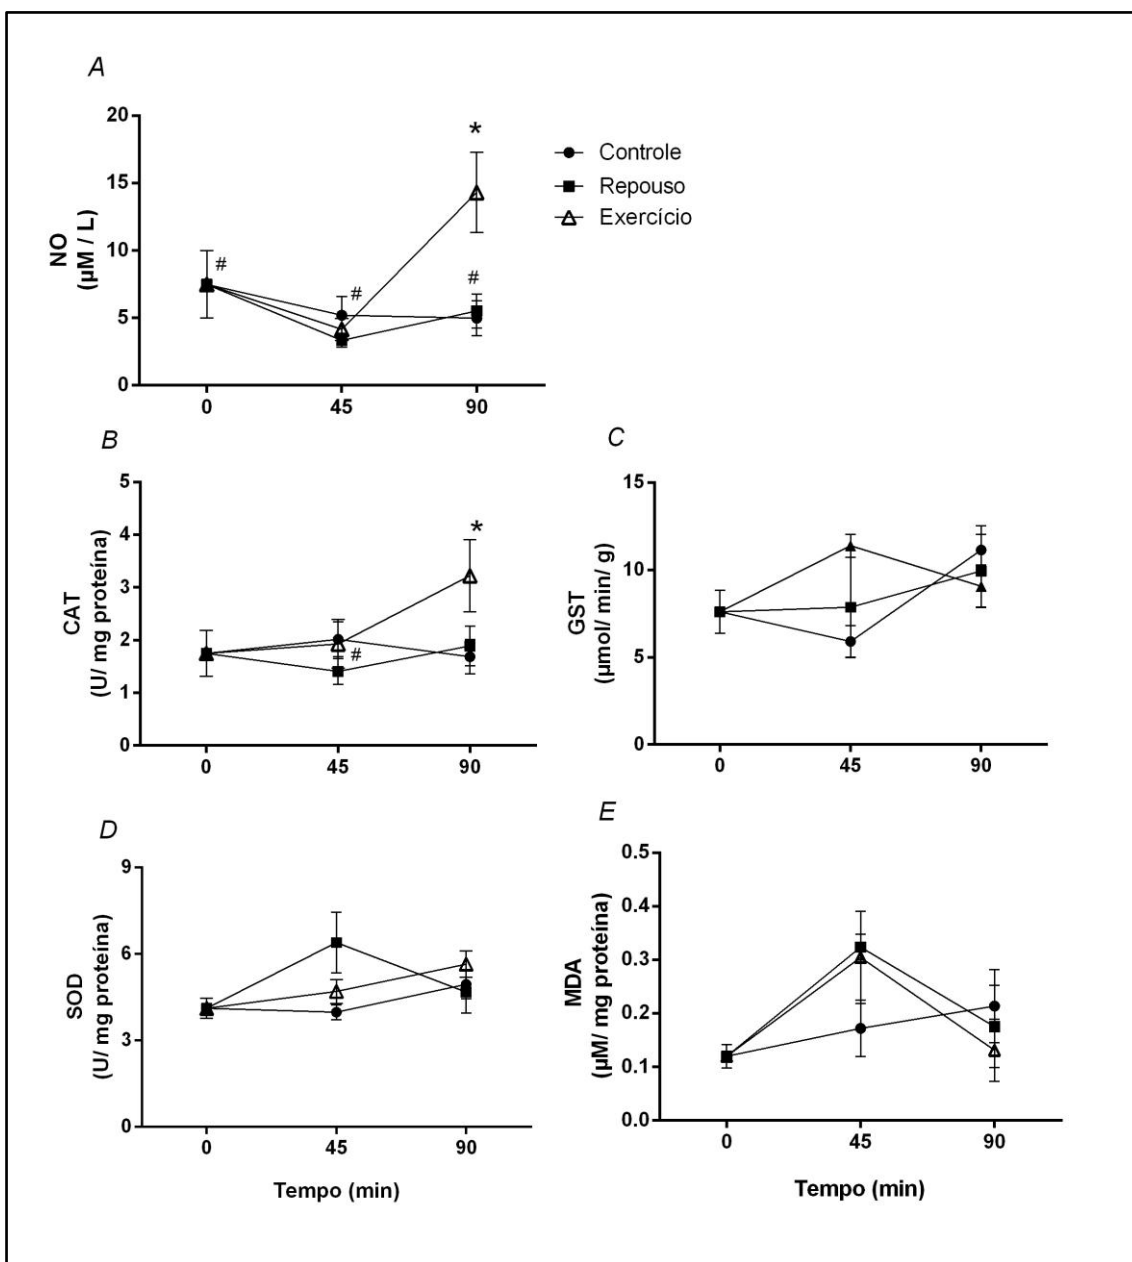 A
20
15
10
5
0
NO
(µM / L)
*
#
#
#
0 45 90
Controle
Repouso
Exercício
B
5
4
3
2
1
0
CAT
(U/ mg proteína)
*
#
0 45 90
C
15
10
5
0
GST
(µmol/ min/ g)
0 45 90
D
9
6
3
0
SOD
(U/ mg proteína)
0 45 90
Tempo (min)
E
0.5
0.4
0.3
0.2
0.1
0.0
MDA
(µM/ mg proteína)
0 45 90
Tempo (min)